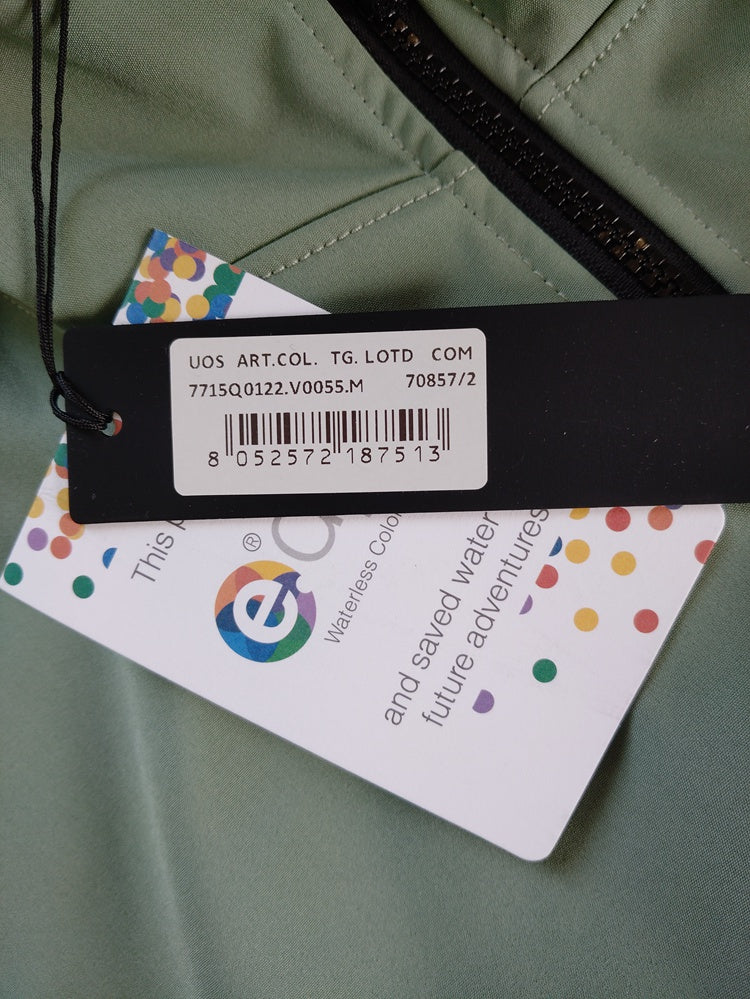 UOS ART.COL. TG. LOTD COM
7715Q0122.V0055.M 70857/2
8 052572 187513
This
®
e
Waterless Color
and saved water
future adventures